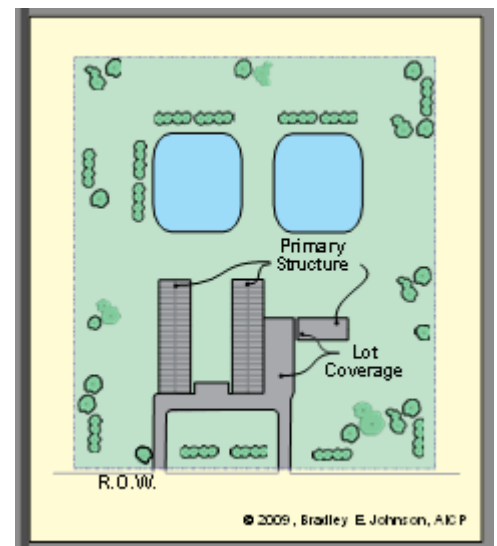 Primary
Structure
Lot
Coverage
R.O.W.
© 2009, Bradley E. Johnson, AICP